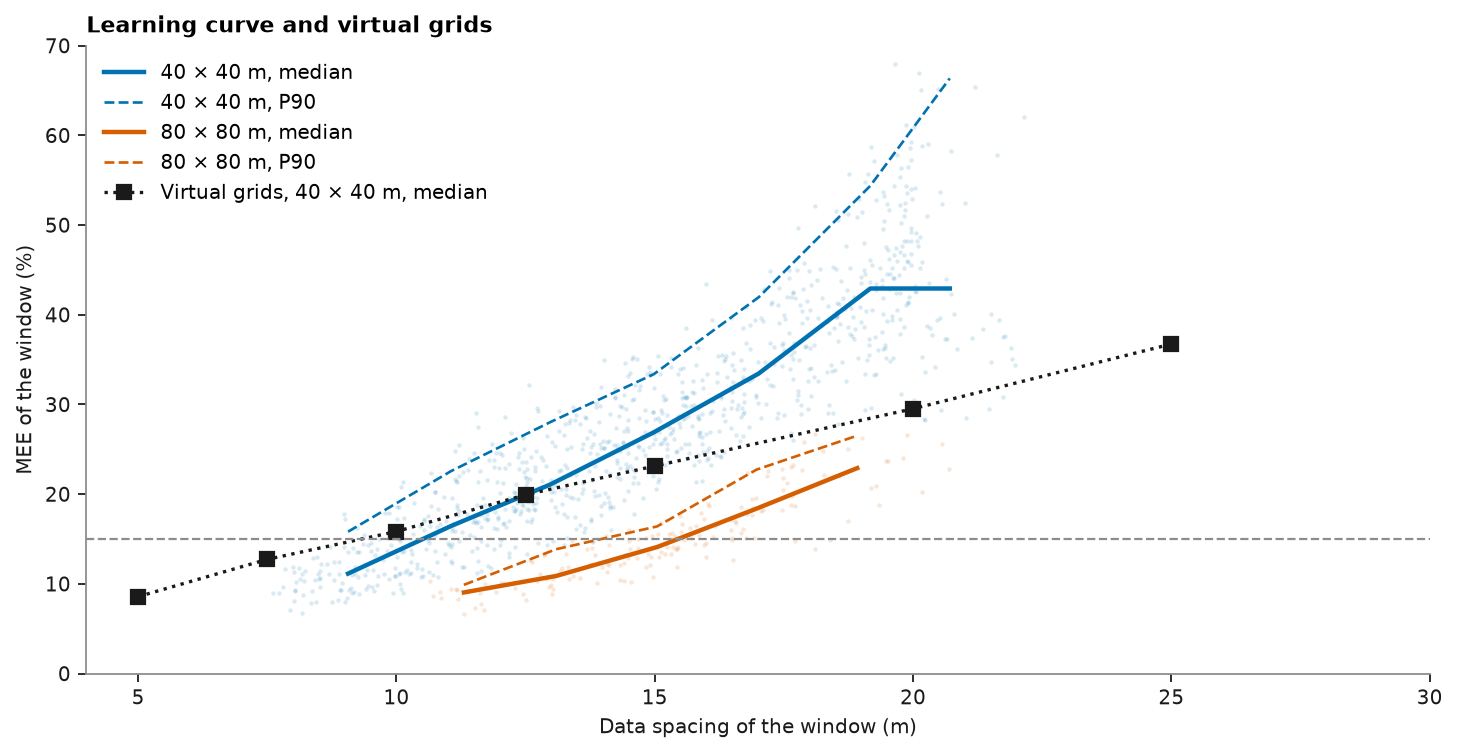 Learning curve and virtual grids
70
60
50
40
30
20
10
0
MEE of the window (%)
40 × 40 m, median
40 × 40 m, P90
80 × 80 m, median
80 × 80 m, P90
Virtual grids, 40 × 40 m, median
5
10
15
20
25
30
Data spacing of the window (m)